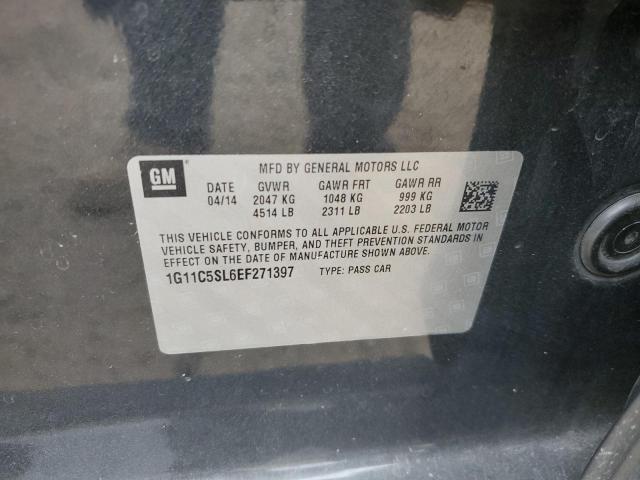 GM
MFD BY GENERAL MOTORS LLC
DATE GVWR GAWR FRT GAWR RR
04/14 2047 KG 1048 KG 999 KG
4514 LB 2311 LB 2203 LB
THIS VEHICLE CONFORMS TO ALL APPLICABLE U.S. FEDERAL MOTOR
VEHICLE SAFETY, BUMPER, AND THEFT PREVENTION STANDARDS IN
EFFECT ON THE DATE OF MANUFACTURE SHOWN ABOVE.
1G11C5SL6EF271397 TYPE: PASS CAR